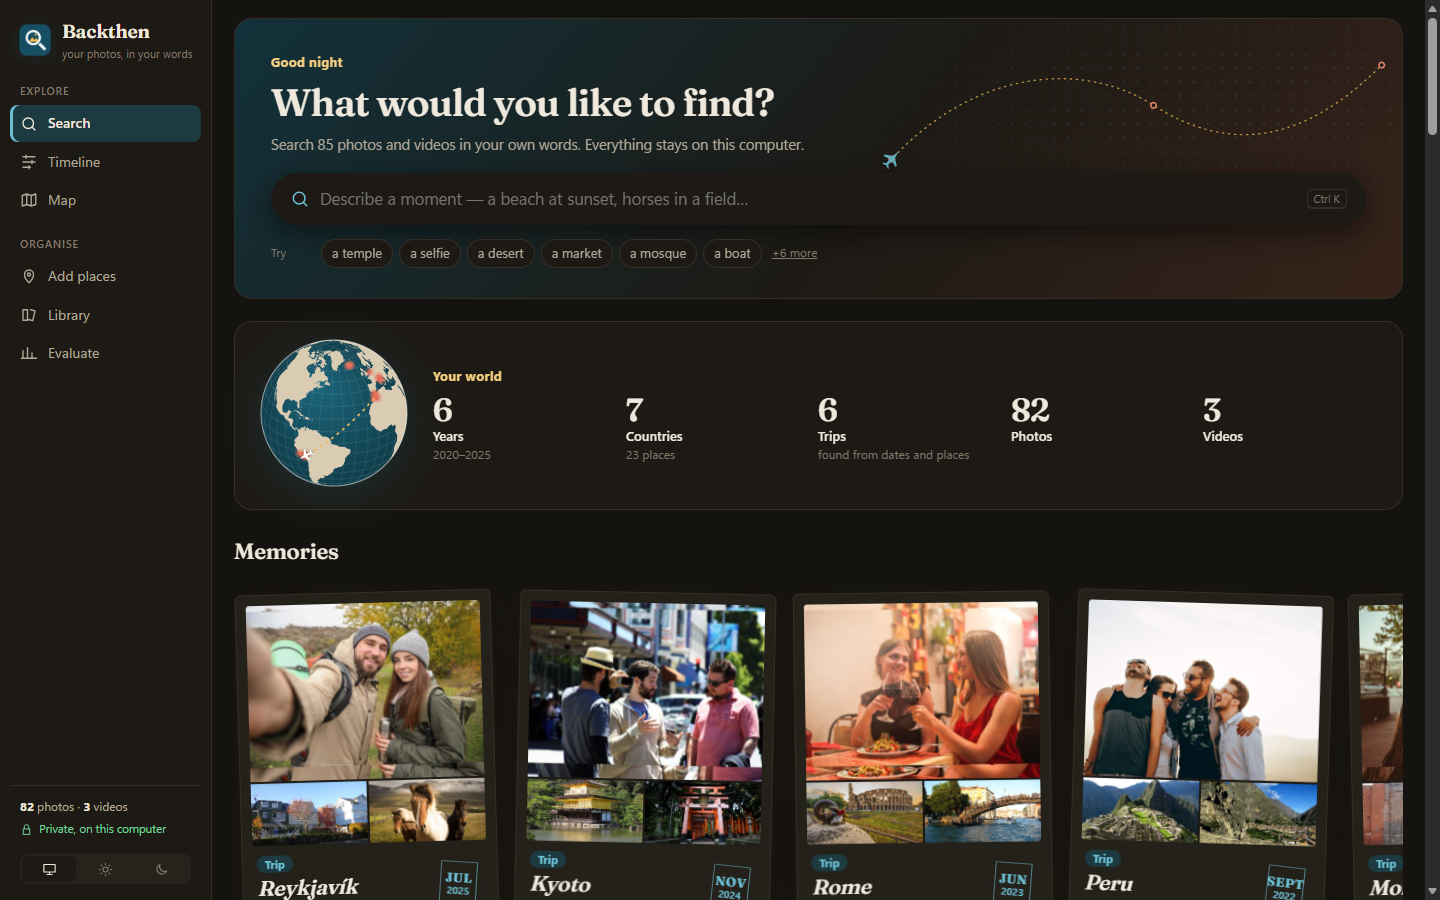 Backthen
your photos, in your words
EXPLORE
Search
Timeline
Map
ORGANISE
Add places
Library
Evaluate
82 photos · 3 videos
Private, on this computer
Good night
What would you like to find?
Search 85 photos and videos in your own words. Everything stays on this computer.
Describe a moment — a beach at sunset, horses in a field...
Ctrl K
Try
a temple
a selfie
a desert
a market
a mosque
a boat
+6 more
Your world
6
Years
2020–2025
7
Countries
23 places
6
Trips
found from dates and places
82
Photos
3
Videos
Memories
Trip
Reykjavík
JUL
2025
Trip
Kyoto
NOV
2024
Trip
Rome
JUN
2023
Trip
Peru
SEPT
2022
Trip